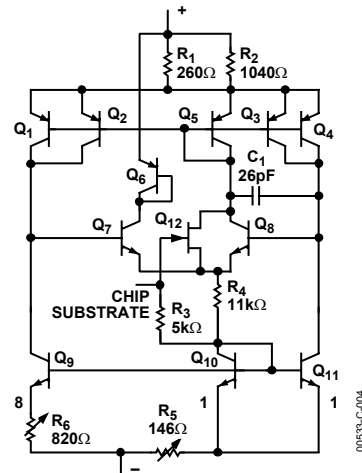 +
R1
260Ω
R2
1040Ω
Q1
Q2
Q5
Q3
Q4
C1
26pF
Q6
Q7
Q12
Q8
CHIP
SUBSTRATE
R3
5kΩ
R4
11kΩ
Q9
Q10
Q11
8
1
1
R6
820Ω
R5
146Ω
–
00533-C-004